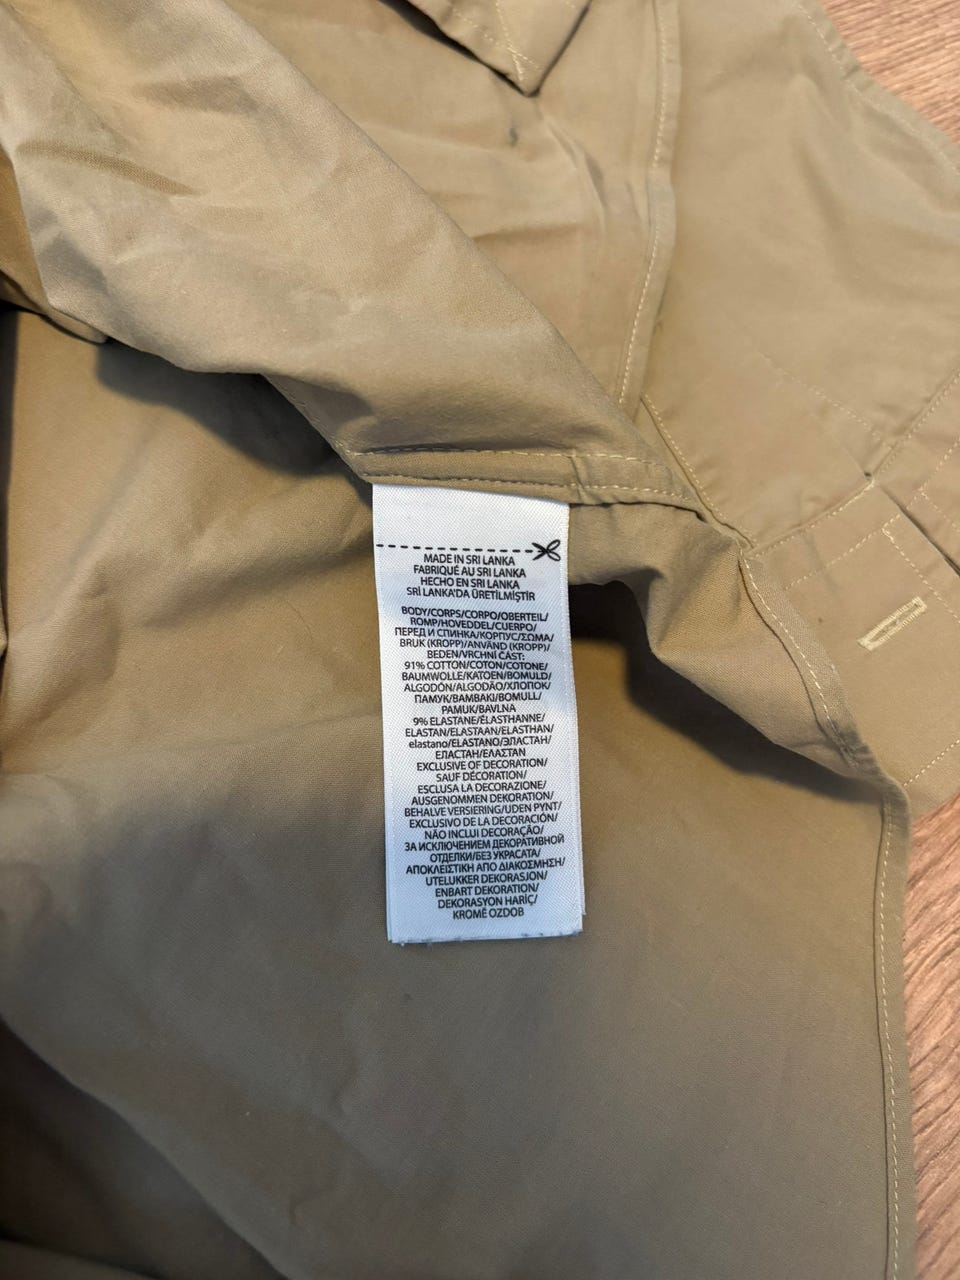 MADE IN SRI LANKA
FABRIQUÉ AU SRI LANKA
HECHO EN SRI LANKA
SRİ LANKA'DA ÜRETİLMİŞTİR
BODY/CORPS/CORPO/OBERTEIL/
ROMP/HOVEDDEL/CUERPO/
ПЕРЕД И СПИНКА/КОРПУС/ΣΩΜΑ/
BRUK (KROPP)/ANVÄND (KROPP)/
BEDEN/VRCHNÍ ČÁST:
91% COTTON/COTON/COTONE/
BAUMWOLLE/KATOEN/BOMULD/
ALGODÓN/ALGODÃO/ХЛОПОК/
ПАМУК/ΒΑΜΒΑΚΙ/BOMULL/
PAMUK/BAVLNA
9% ELASTANE/ÉLASTHANNE/
ELASTAN/ELASTAAN/ELASTHAN/
elastano/ELASTANO/ЭЛАСТАН/
ЕЛАСТАН/ΕΛΑΣΤΑΝ
EXCLUSIVE OF DECORATION/
SAUF DÉCORATION/
ESCLUSA LA DECORAZIONE/
AUSGENOMMEN DEKORATION/
BEHALVE VERSIERING/UDEN PYNT/
EXCLUSIVO DE LA DECORACIÓN/
NÃO INCLUI DECORAÇÃO/
ЗА ИСКЛЮЧЕНИЕМ ДЕКОРАТИВНОЙ
ОТДЕЛКИ/БЕЗ УКРАСАТА/
ΑΠΟΚΛΕΙΣΤΙΚΗ ΑΠΟ ΔΙΑΚΟΣΜΗΣΗ/
UTELUKKER DEKORASJON/
ENBART DEKORATION/
DEKORASYON HARİÇ/
KROMĚ OZDOB